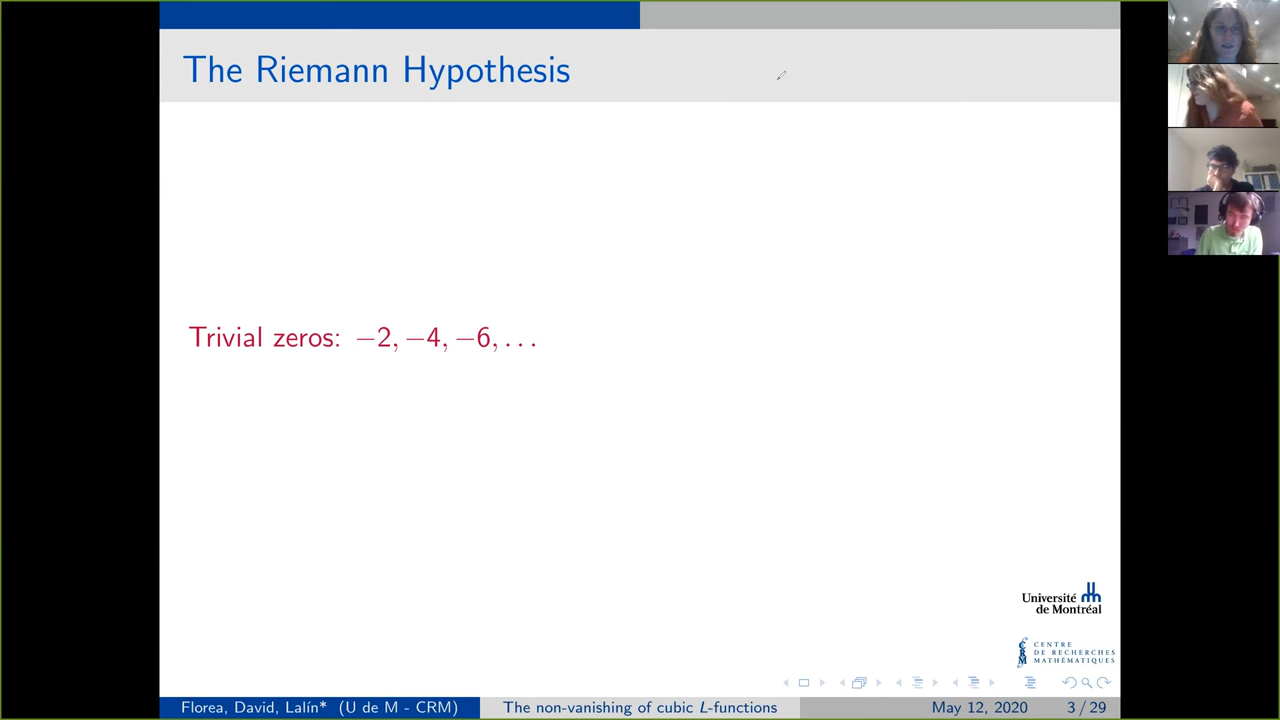 The Riemann Hypothesis
Trivial zeros: −2, −4, −6, . . .
Université
de Montréal
CRM
CENTRE
DE RECHERCHES
MATHÉMATIQUES
Florea, David, Lalín* (U de M - CRM)
The non-vanishing of cubic L-functions
May 12, 2020
3 / 29